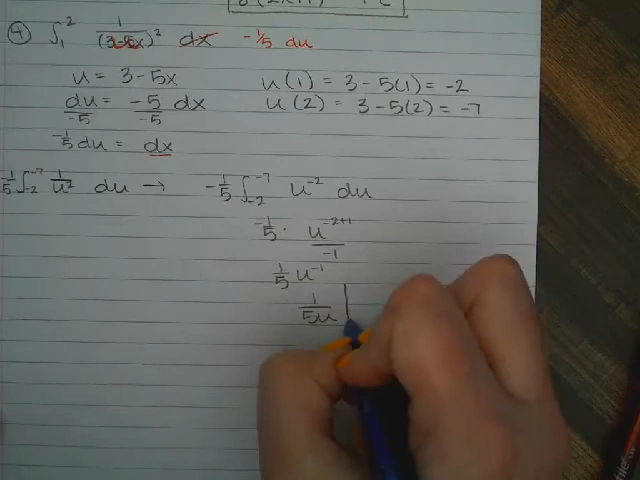 ④ ∫₁² 1/(3-5x)² dx -1/5 du
u = 3 - 5x u(1) = 3 - 5(1) = -2
du/-5 = -5/-5 dx u(2) = 3 - 5(2) = -7
-1/5 du = dx
-1/5 ∫₋₂⁻⁷ 1/u² du → -1/5 ∫₋₂⁻⁷ u⁻² du
-1/5 · u⁻²⁺¹/-1
1/5 u⁻¹
1/5u |